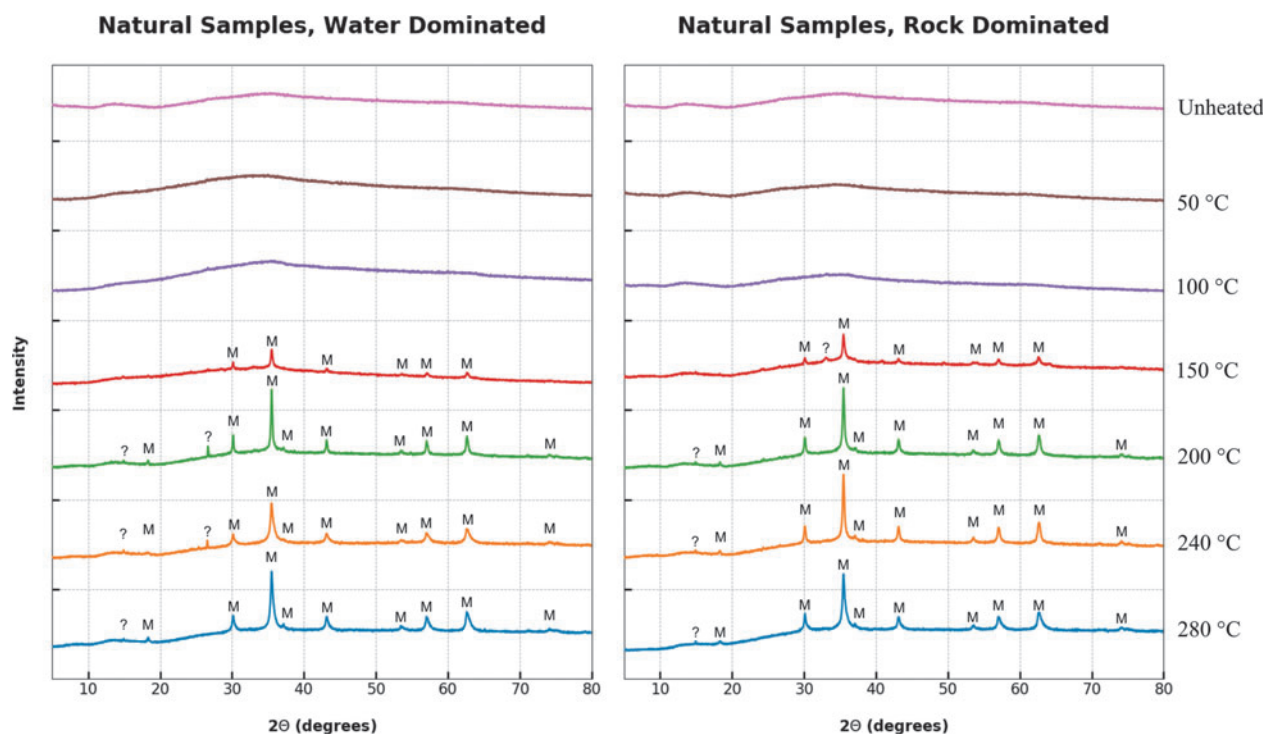 Natural Samples, Water Dominated
Natural Samples, Rock Dominated
Unheated
50 °C
100 °C
M M M M M M
M ? M M M M M
150 °C
? M ? M M M M M M M M
? M M M M M M M M M
200 °C
? M ? M M M M M M M M
? M M M M M M M M M
240 °C
? M M M M M M M M M
? M M M M M M M M M
280 °C
Intensity
10 20 30 40 50 60 70 80
10 20 30 40 50 60 70 80
2Θ (degrees)
2Θ (degrees)